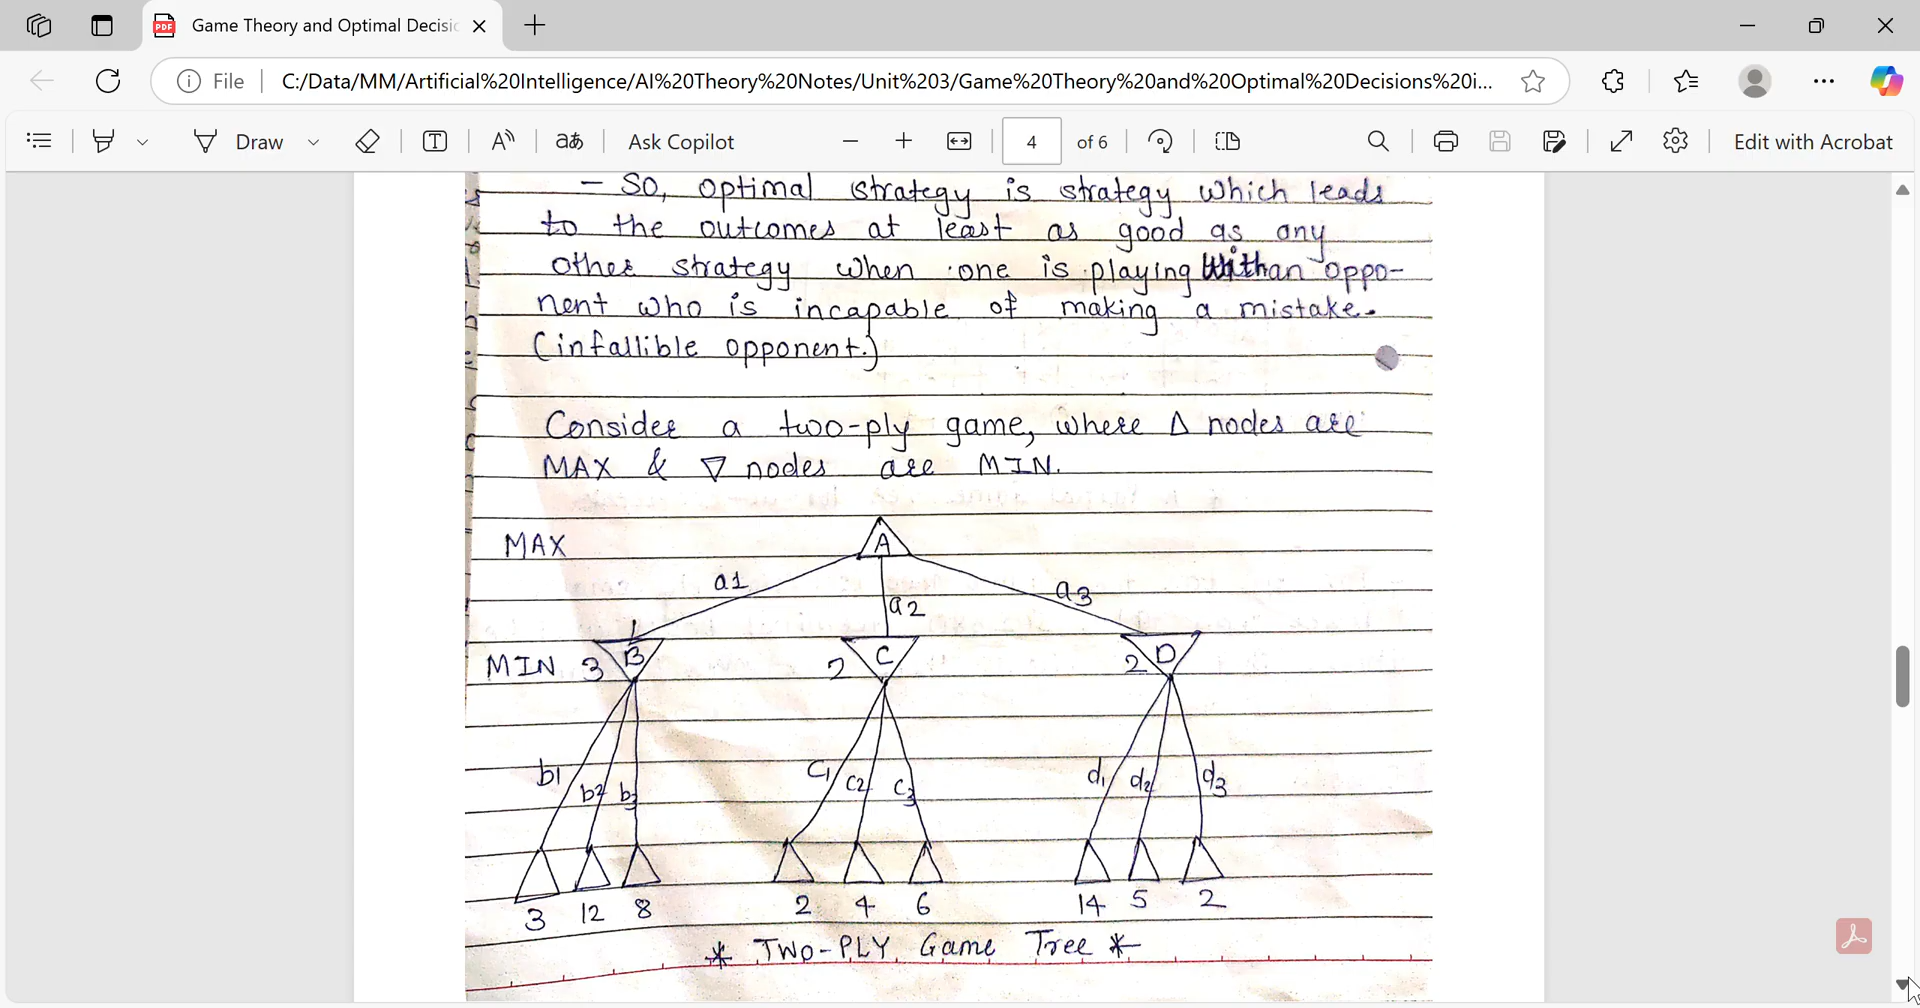 Game Theory and Optimal Decisio
File C:/Data/MM/Artificial%20Intelligence/AI%20Theory%20Notes/Unit%203/Game%20Theory%20and%20Optimal%20Decisions%20i...
Draw Ask Copilot 4 of 6 Edit with Acrobat
- So, optimal strategy is strategy which leads
to the outcomes at least as good as any
other strategy when one is playing with an oppo-
nent who is incapable of making a mistake.
(infallible opponent.)
Consider a two-ply game, where Δ nodes are
MAX & ∇ nodes are MIN.
MAX A
a1 a2 a3
MIN 3 B 2 C 2 D
b1 b2 b3 C1 C2 C3 d1 d2 d3
3 12 8 2 4 6 14 5 2
* TWO-PLY Game Tree *